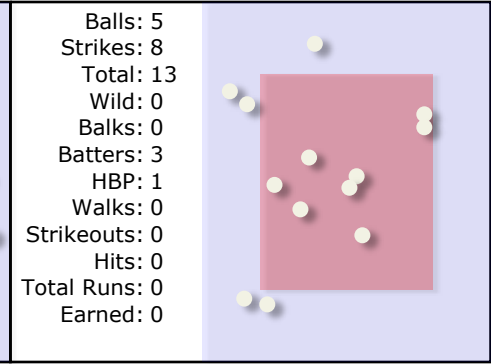 Balls: 5
Strikes: 8
Total: 13
Wild: 0
Balks: 0
Batters: 3
HBP: 1
Walks: 0
Strikeouts: 0
Hits: 0
Total Runs: 0
Earned: 0